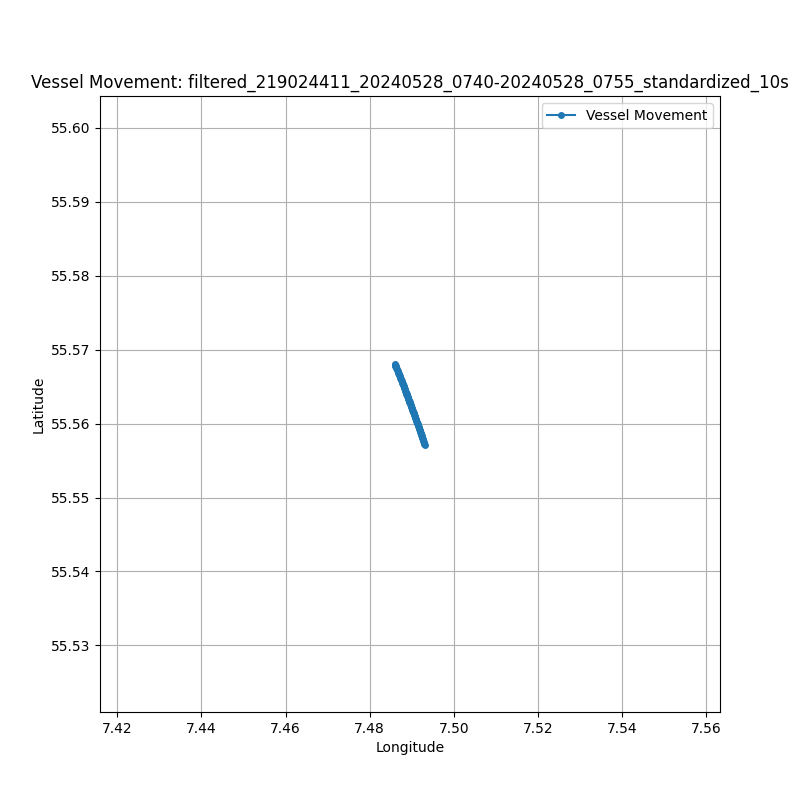 Vessel Movement: filtered_219024411_20240528_0740-20240528_0755_standardized_10s
Vessel Movement
55.60
55.59
55.58
55.57
55.56
55.55
55.54
55.53
Latitude
7.42 7.44 7.46 7.48 7.50 7.52 7.54 7.56
Longitude